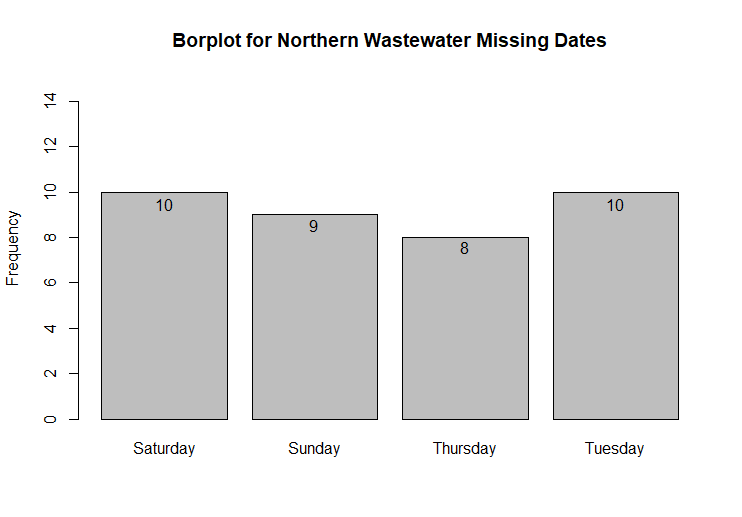 Borplot for Northern Wastewater Missing Dates
Frequency
14
12
10
8
6
4
2
0
10
9
8
10
Saturday
Sunday
Thursday
Tuesday